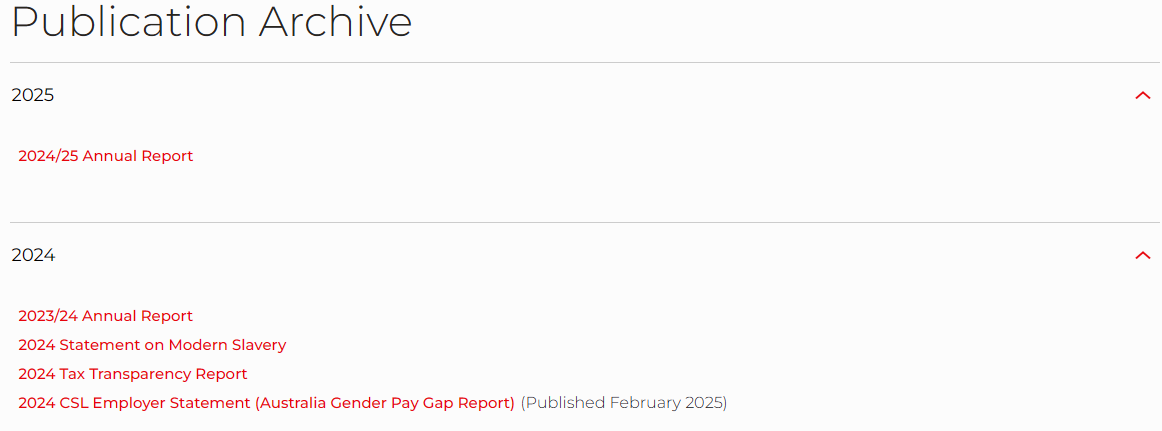 Publication Archive
2025
2024/25 Annual Report
2024
2023/24 Annual Report
2024 Statement on Modern Slavery
2024 Tax Transparency Report
2024 CSL Employer Statement (Australia Gender Pay Gap Report) (Published February 2025)